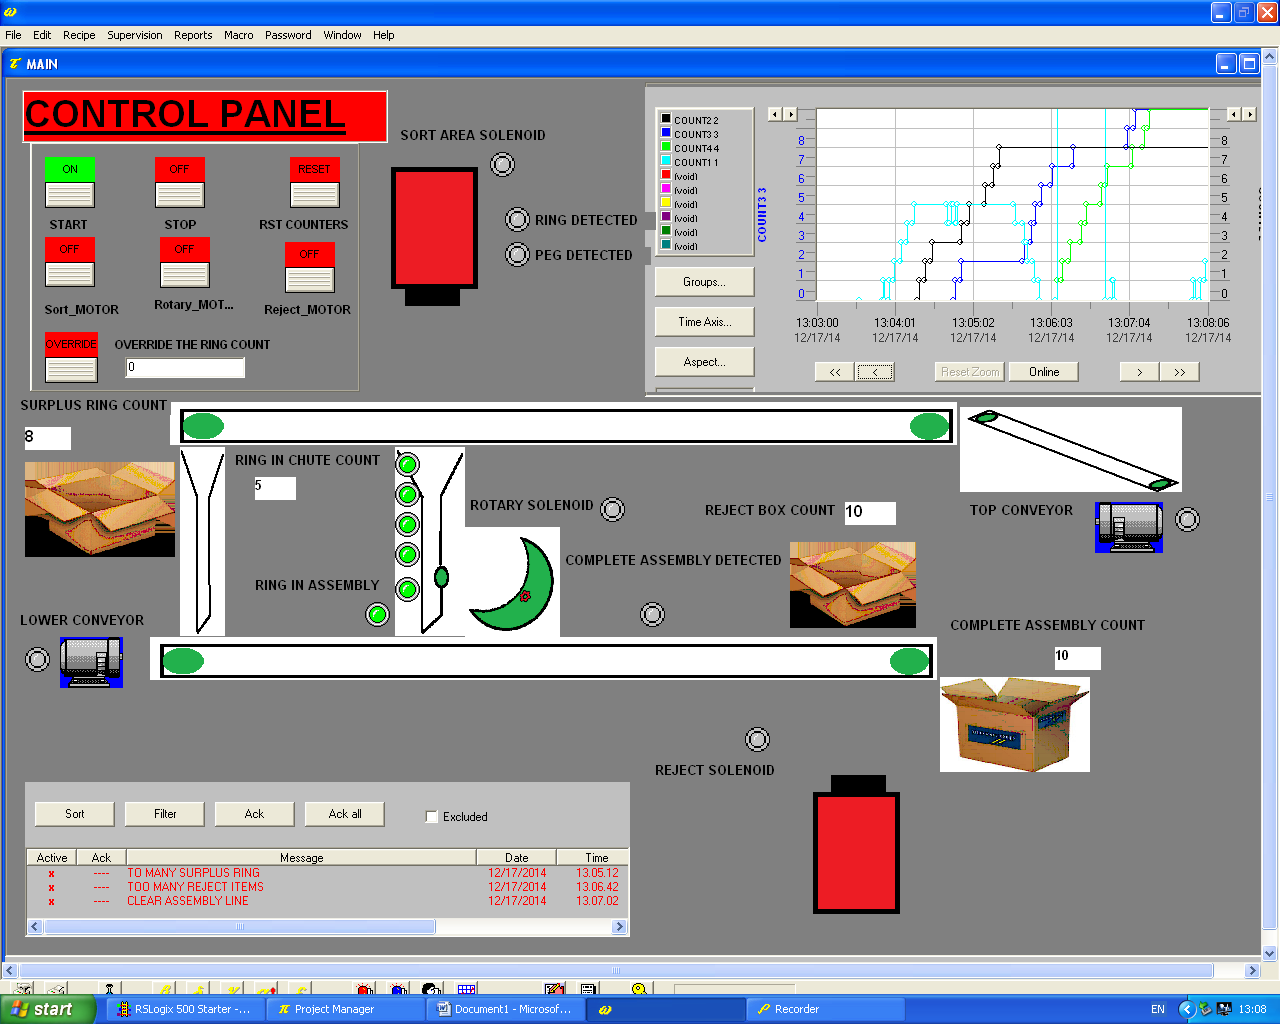 File Edit Recipe Supervision Reports Macro Password Window Help
MAIN
CONTROL PANEL
ON OFF RESET
START STOP RST COUNTERS
OFF OFF OFF
Sort_MOTOR Rotary_MOT... Reject_MOTOR
OVERRIDE OVERRIDE THE RING COUNT
0
SORT AREA SOLENOID
RING DETECTED
PEG DETECTED
COUNT2 2
COUNT3 3
COUNT4 4
COUNT1 1
(void)
(void)
(void)
(void)
(void)
(void)
Groups...
Time Axis...
Aspect...
COUNT3 3
8 8
7 7
6 6
5 5
4 4
3 3
2 2
1 1
0 0
13:03:00 13:04:01 13:05:02 13:06:03 13:07:04 13:08:06
12/17/14 12/17/14 12/17/14 12/17/14 12/17/14 12/17/14
<< < Reset Zoom Online > >>
SURPLUS RING COUNT
8
RING IN CHUTE COUNT
5
ROTARY SOLENOID
REJECT BOX COUNT 10
TOP CONVEYOR
COMPLETE ASSEMBLY DETECTED
RING IN ASSEMBLY
LOWER CONVEYOR
COMPLETE ASSEMBLY COUNT
10
REJECT SOLENOID
Sort Filter Ack Ack all Excluded
Active Ack Message Date Time
x ---- TO MANY SURPLUS RING 12/17/2014 13.05.12
x ---- TOO MANY REJECT ITEMS 12/17/2014 13.06.42
x ---- CLEAR ASSEMBLY LINE 12/17/2014 13.07.02
start RSLogix 500 Starter -... Project Manager Document1 - Microsof... Recorder EN 13:08